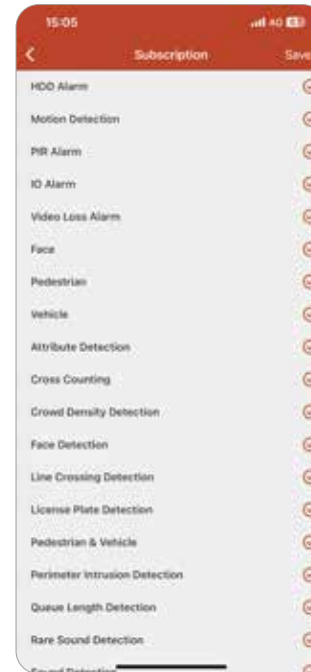 15:05
4G
Subscription
Save
HDD Alarm
Motion Detection
PIR Alarm
IO Alarm
Video Loss Alarm
Face
Pedestrian
Vehicle
Attribute Detection
Cross Counting
Crowd Density Detection
Face Detection
Line Crossing Detection
License Plate Detection
Pedestrian & Vehicle
Perimeter Intrusion Detection
Queue Length Detection
Rare Sound Detection
Sound Detection